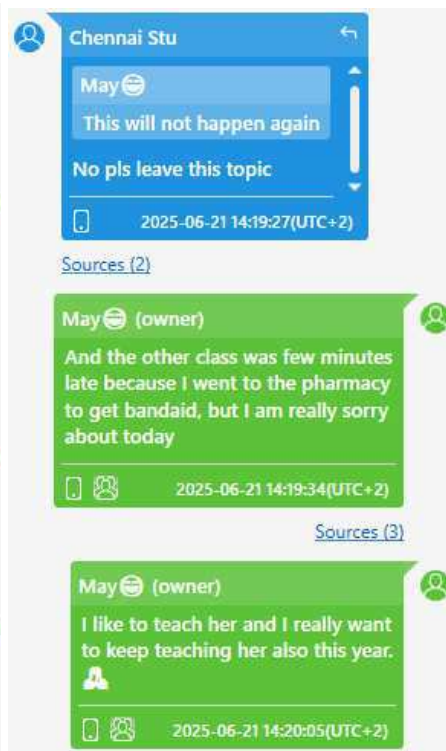 Chennai Stu
May😁
This will not happen again
No pls leave this topic
2025-06-21 14:19:27(UTC+2)
Sources (2)
May😁 (owner)
And the other class was few minutes
late because I went to the pharmacy
to get bandaid, but I am really sorry
about today
2025-06-21 14:19:34(UTC+2)
Sources (3)
May😁 (owner)
I like to teach her and I really want
to keep teaching her also this year.
🙏
2025-06-21 14:20:05(UTC+2)